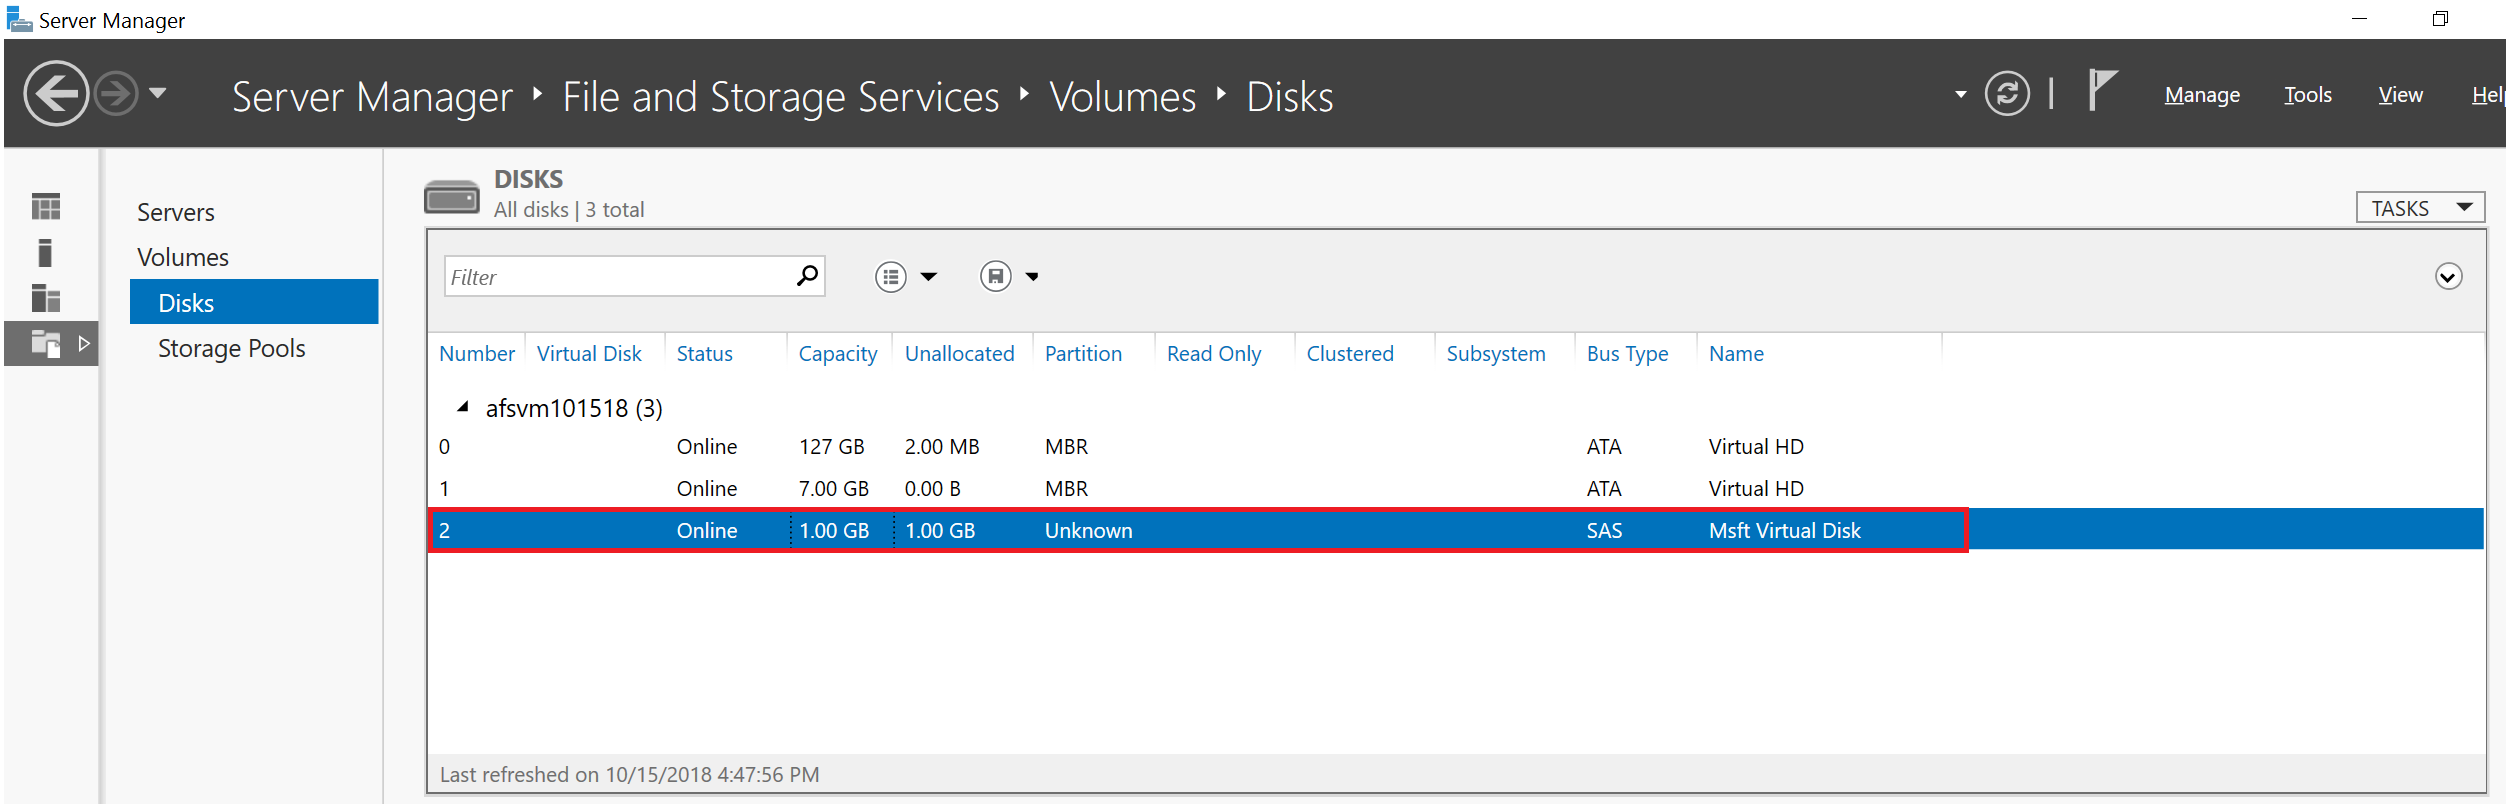 Server Manager
Server Manager ‣ File and Storage Services ‣ Volumes ‣ Disks
Manage Tools View Help
Servers
Volumes
Disks
Storage Pools
DISKS
All disks | 3 total
TASKS
Filter
Number Virtual Disk Status Capacity Unallocated Partition Read Only Clustered Subsystem Bus Type Name
afsvm101518 (3)
0 Online 127 GB 2.00 MB MBR ATA Virtual HD
1 Online 7.00 GB 0.00 B MBR ATA Virtual HD
2 Online 1.00 GB 1.00 GB Unknown SAS Msft Virtual Disk
Last refreshed on 10/15/2018 4:47:56 PM